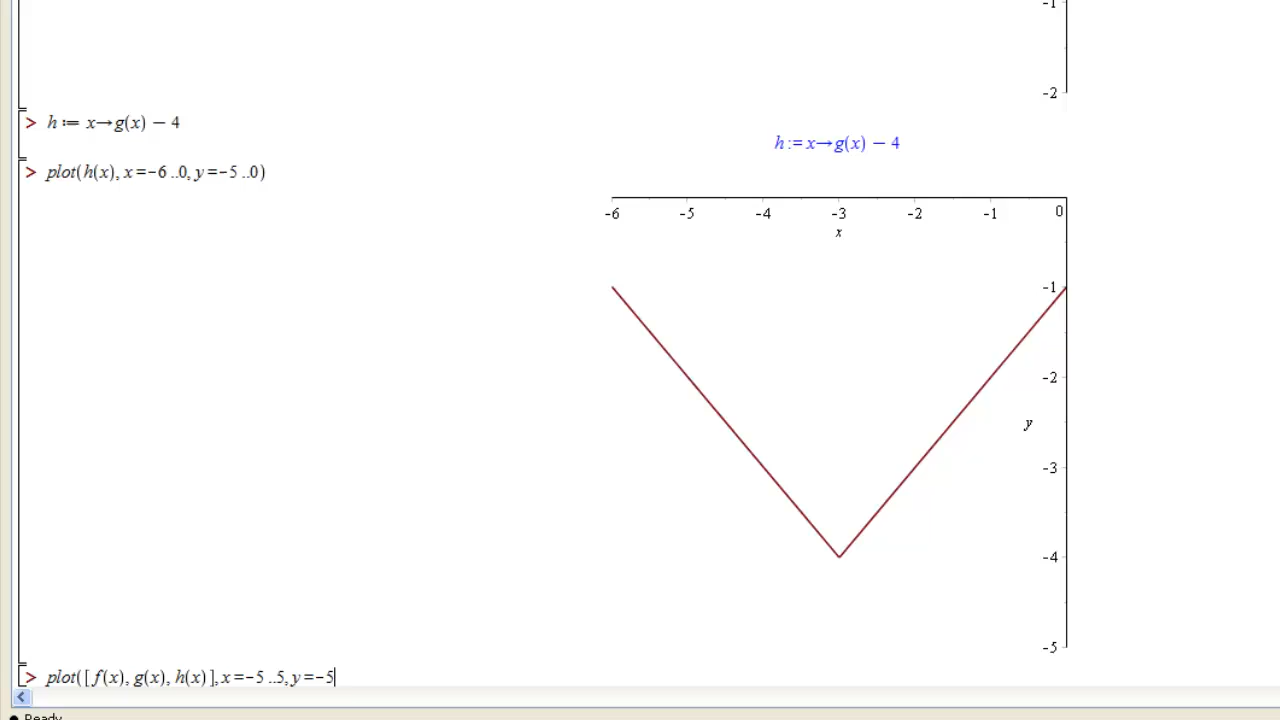 -1
-2
> h := x→g(x) − 4
h := x→g(x) − 4
> plot(h(x), x=−6 ..0, y=−5 ..0)
-6 -5 -4 -3 -2 -1 0
x
-1
-2
y
-3
-4
-5
> plot([f(x), g(x), h(x)], x=−5 ..5, y=−5
Ready